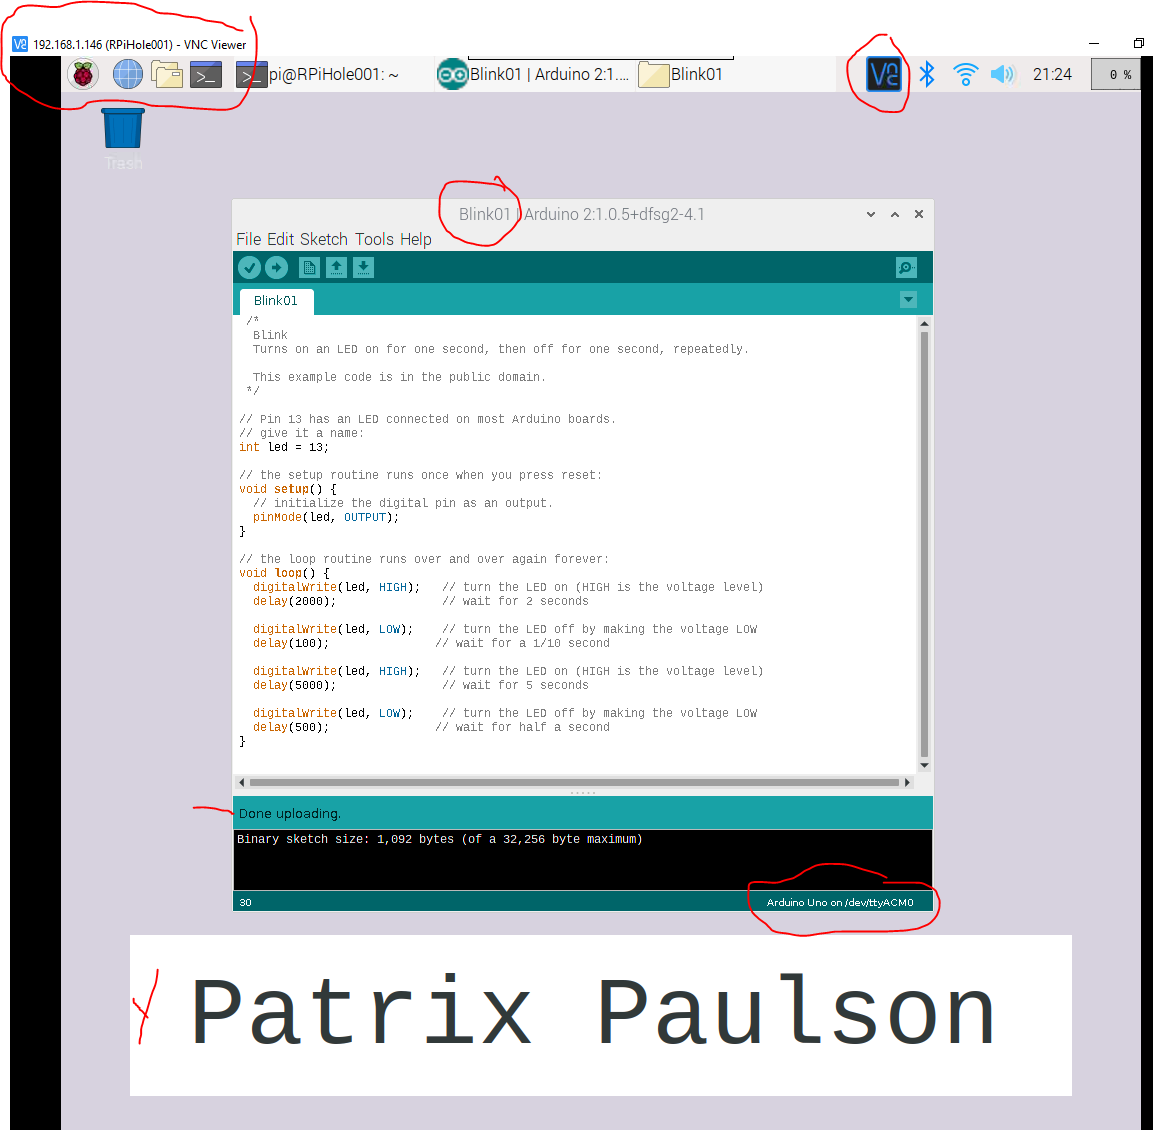 192.168.1.146 (RPiHole001) - VNC Viewer
pi@RPiHole001: ~ Blink01 | Arduino 2:1.... Blink01 21:24 0 %
Trash
Blink01 | Arduino 2:1.0.5+dfsg2-4.1
File Edit Sketch Tools Help
Blink01
/*
Blink
Turns on an LED on for one second, then off for one second, repeatedly.
This example code is in the public domain.
*/
// Pin 13 has an LED connected on most Arduino boards.
// give it a name:
int led = 13;
// the setup routine runs once when you press reset:
void setup() {
// initialize the digital pin as an output.
pinMode(led, OUTPUT);
}
// the loop routine runs over and over again forever:
void loop() {
digitalWrite(led, HIGH); // turn the LED on (HIGH is the voltage level)
delay(2000); // wait for 2 seconds
digitalWrite(led, LOW); // turn the LED off by making the voltage LOW
delay(100); // wait for a 1/10 second
digitalWrite(led, HIGH); // turn the LED on (HIGH is the voltage level)
delay(5000); // wait for 5 seconds
digitalWrite(led, LOW); // turn the LED off by making the voltage LOW
delay(500); // wait for half a second
}
Done uploading.
Binary sketch size: 1,092 bytes (of a 32,256 byte maximum)
30 Arduino Uno on /dev/ttyACM0
Patrix Paulson